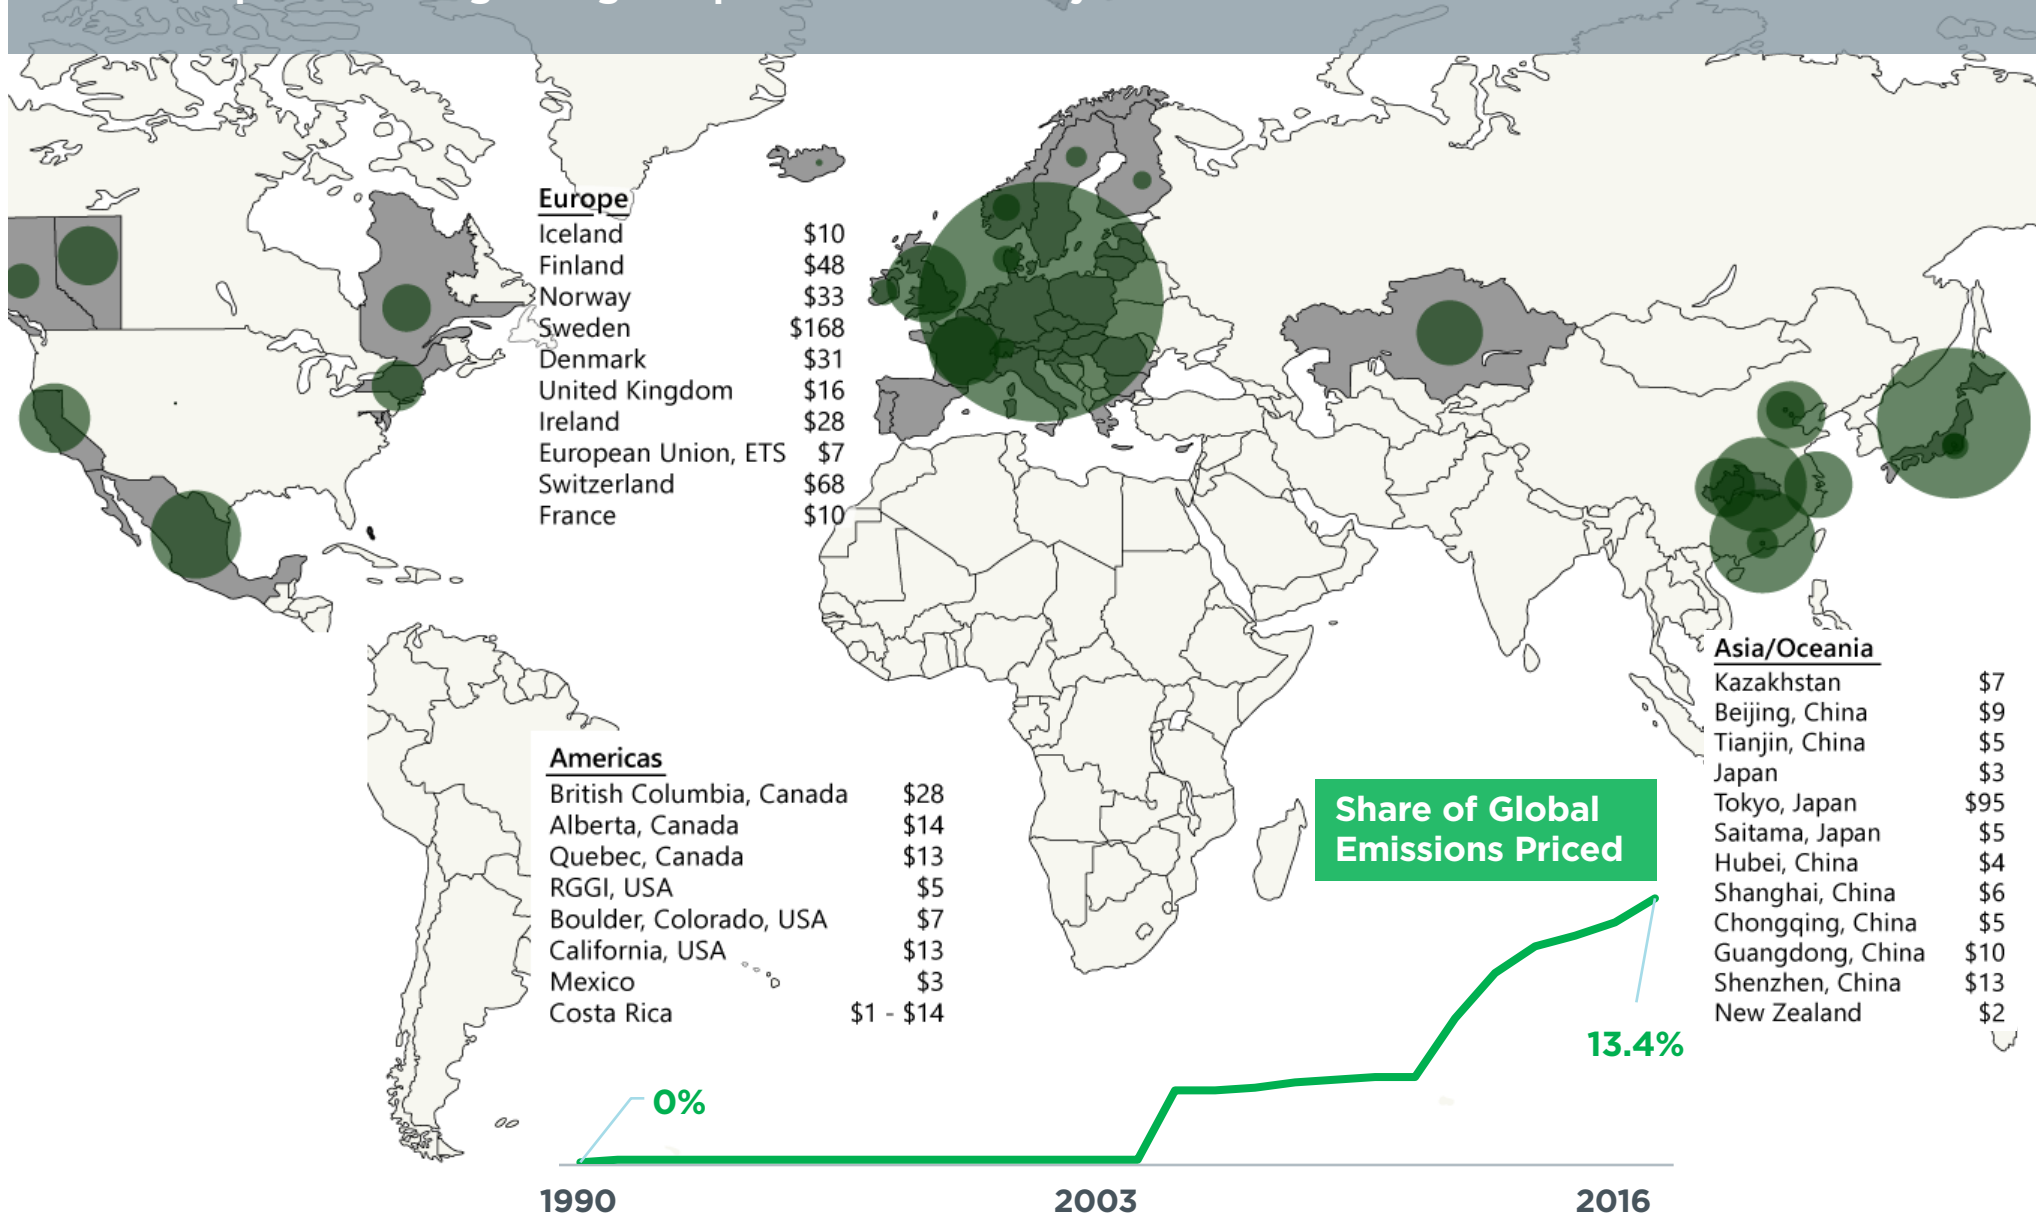 Europe
Iceland $10
Finland $48
Norway $33
Sweden $168
Denmark $31
United Kingdom $16
Ireland $28
European Union, ETS $7
Switzerland $68
France $10
Americas
British Columbia, Canada $28
Alberta, Canada $14
Quebec, Canada $13
RGGI, USA $5
Boulder, Colorado, USA $7
California, USA $13
Mexico $3
Costa Rica $1 - $14
Asia/Oceania
Kazakhstan $7
Beijing, China $9
Tianjin, China $5
Japan $3
Tokyo, Japan $95
Saitama, Japan $5
Hubei, China $4
Shanghai, China $6
Chongqing, China $5
Guangdong, China $10
Shenzhen, China $13
New Zealand $2
Share of Global
Emissions Priced
13.4%
0%
1990 2003 2016